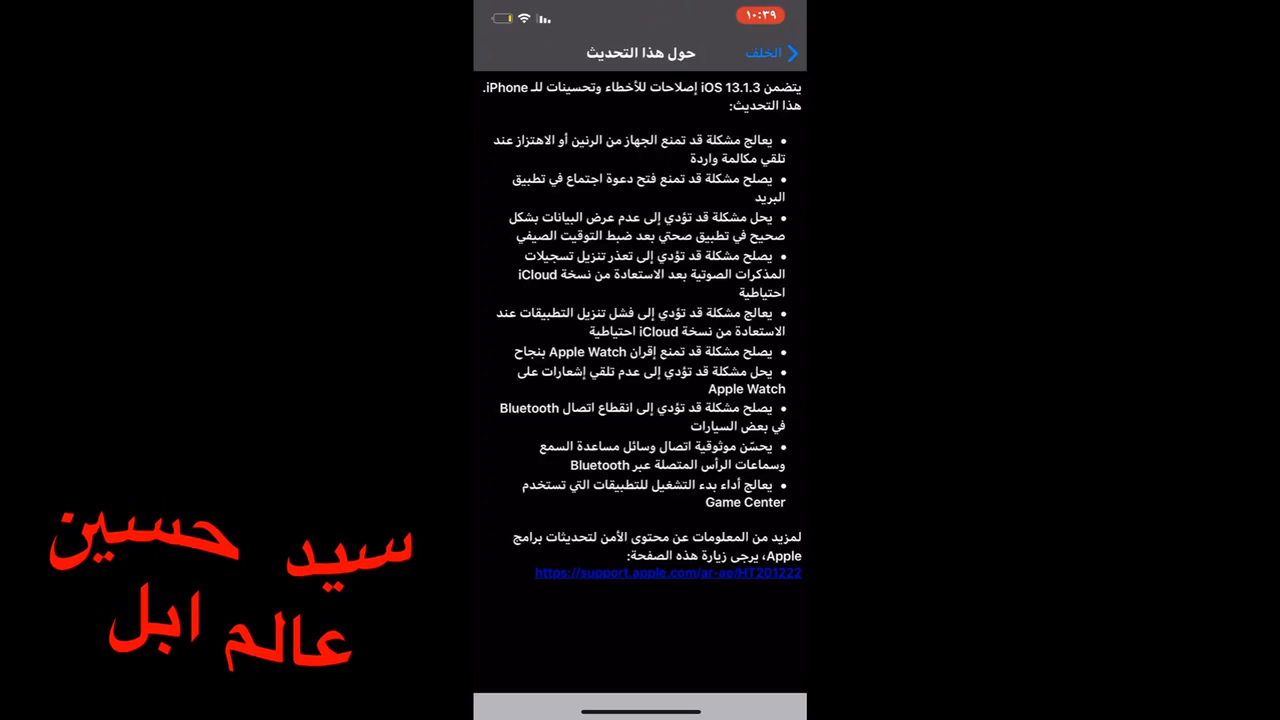 ١٠:٣٩
الخلف
حول هذا التحديث
يتضمن iOS 13.1.3 إصلاحات للأخطاء وتحسينات للـ iPhone.
هذا التحديث:
• يعالج مشكلة قد تمنع الجهاز من الرنين أو الاهتزاز عند
تلقي مكالمة واردة
• يصلح مشكلة قد تمنع فتح دعوة اجتماع في تطبيق
البريد
• يحل مشكلة قد تؤدي إلى عدم عرض البيانات بشكل
صحيح في تطبيق صحتي بعد ضبط التوقيت الصيفي
• يصلح مشكلة قد تؤدي إلى تعذر تنزيل تسجيلات
المذكرات الصوتية بعد الاستعادة من نسخة iCloud
احتياطية
• يعالج مشكلة قد تؤدي إلى فشل تنزيل التطبيقات عند
الاستعادة من نسخة iCloud احتياطية
• يصلح مشكلة قد تمنع إقران Apple Watch بنجاح
• يحل مشكلة قد تؤدي إلى عدم تلقي إشعارات على
Apple Watch
• يصلح مشكلة قد تؤدي إلى انقطاع اتصال Bluetooth
في بعض السيارات
• يحسّن موثوقية اتصال وسائل مساعدة السمع
وسماعات الرأس المتصلة عبر Bluetooth
• يعالج أداء بدء التشغيل للتطبيقات التي تستخدم
Game Center
لمزيد من المعلومات عن محتوى الأمن لتحديثات برامج
Apple، يرجى زيارة هذه الصفحة:
https://support.apple.com/ar-ae/HT201222
سيد حسين
عالم ابل